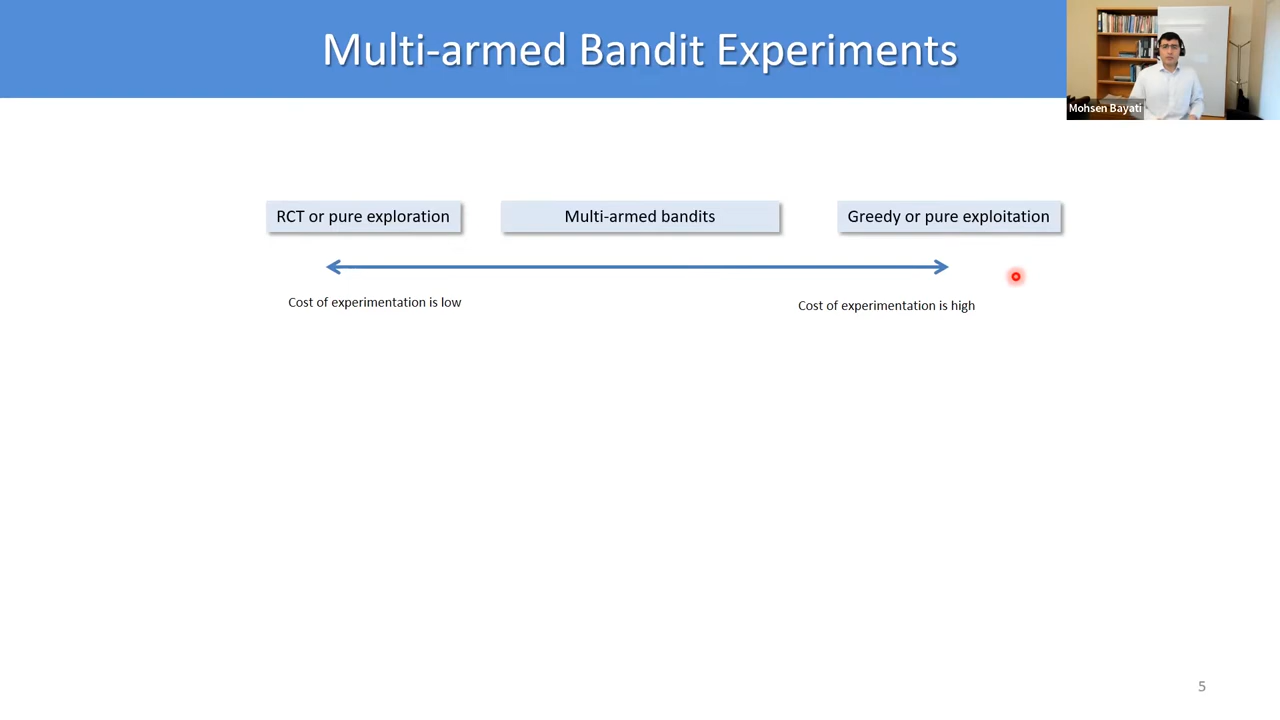 Multi-armed Bandit Experiments
Mohsen Bayati
RCT or pure exploration
Multi-armed bandits
Greedy or pure exploitation
Cost of experimentation is low
Cost of experimentation is high
5